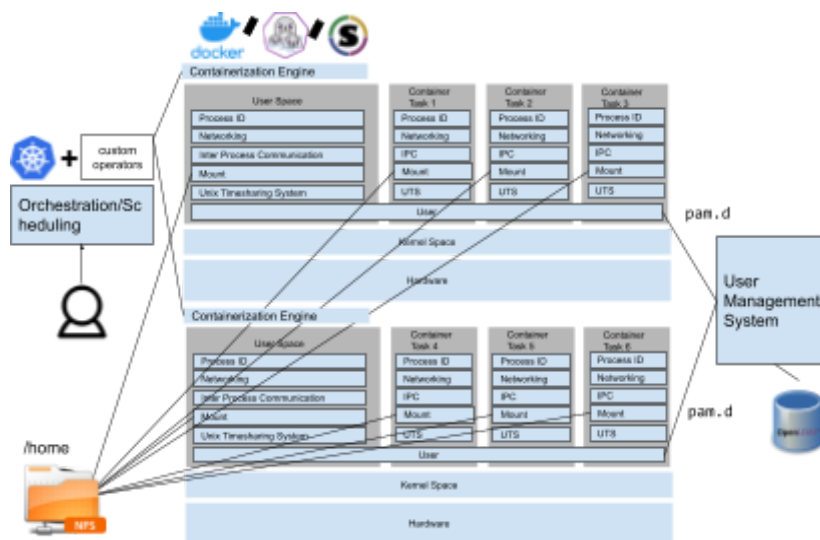 docker
Containerization Engine
User Space
Process ID
Networking
Inter Process Communication
Mount
Unix Timesharing System
Container
Task 1
Process ID
Networking
IPC
Mount
UTS
Container
Task 2
Process ID
Networking
IPC
Mount
UTS
Container
Task 3
Process ID
Networking
IPC
Mount
UTS
User
Kernel Space
Hardware
custom
operators
Orchestration/Sc
heduling
pam.d
User
Management
System
Containerization Engine
User Space
Process ID
Networking
Inter Process Communication
Mount
Unix Timesharing System
Container
Task 4
Process ID
Networking
IPC
Mount
UTS
Container
Task 5
Process ID
Networking
IPC
Mount
UTS
Container
Task 6
Process ID
Networking
IPC
Mount
UTS
User
Kernel Space
Hardware
pam.d
OpenLDAP
/home
NFS